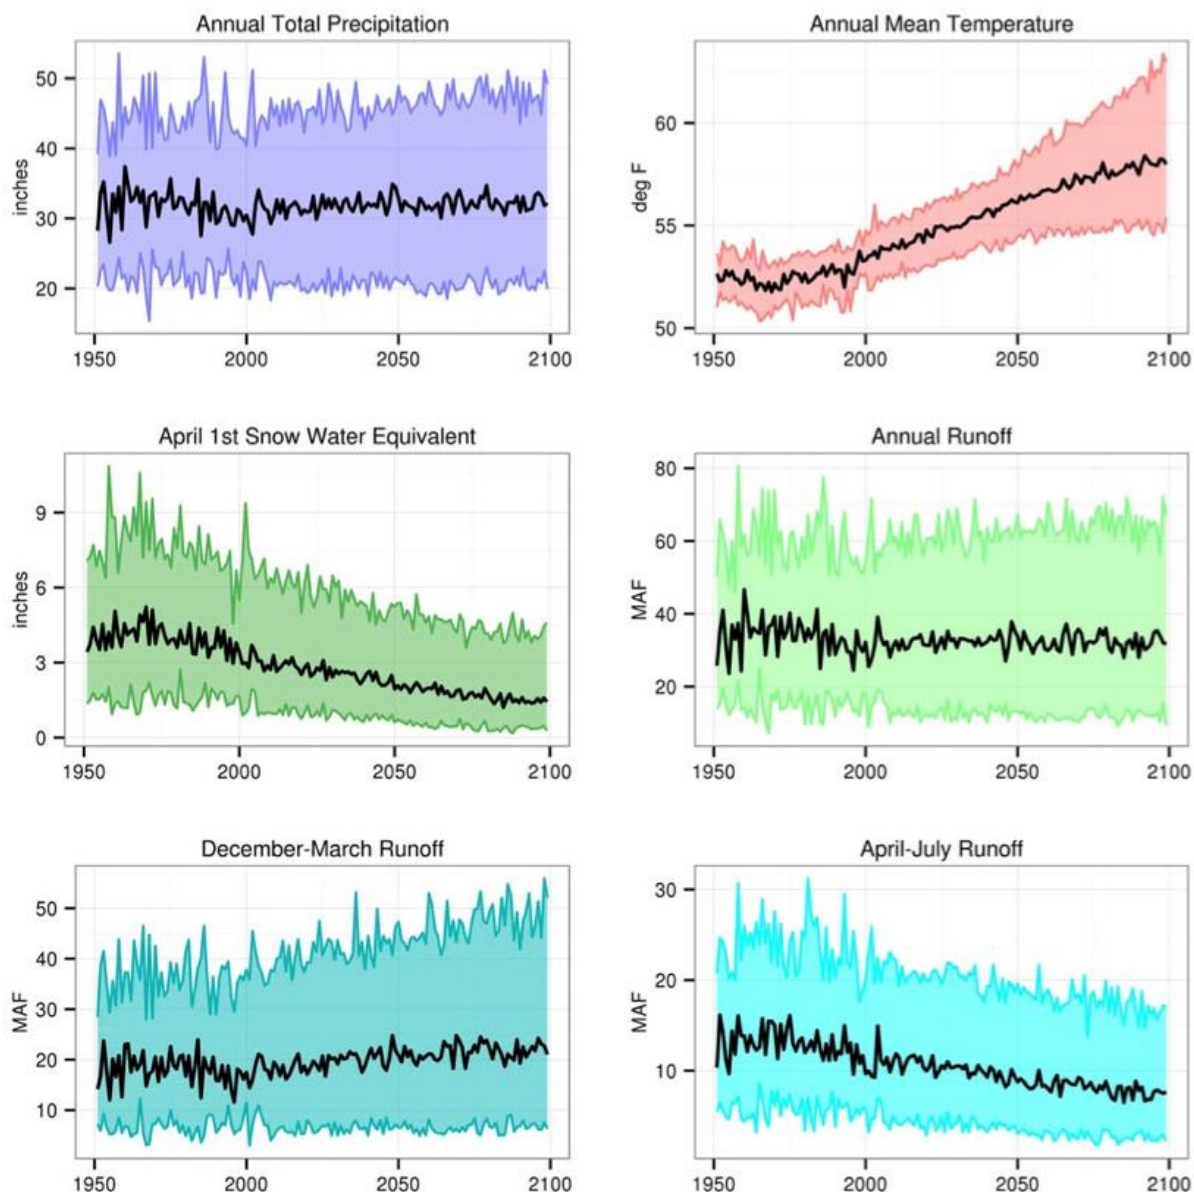 Annual Total Precipitation
inches
50
40
30
20
1950 2000 2050 2100
Annual Mean Temperature
deg F
60
55
50
1950 2000 2050 2100
April 1st Snow Water Equivalent
inches
9
6
3
0
1950 2000 2050 2100
Annual Runoff
MAF
80
60
40
20
1950 2000 2050 2100
December-March Runoff
MAF
50
40
30
20
10
1950 2000 2050 2100
April-July Runoff
MAF
30
20
10
1950 2000 2050 2100